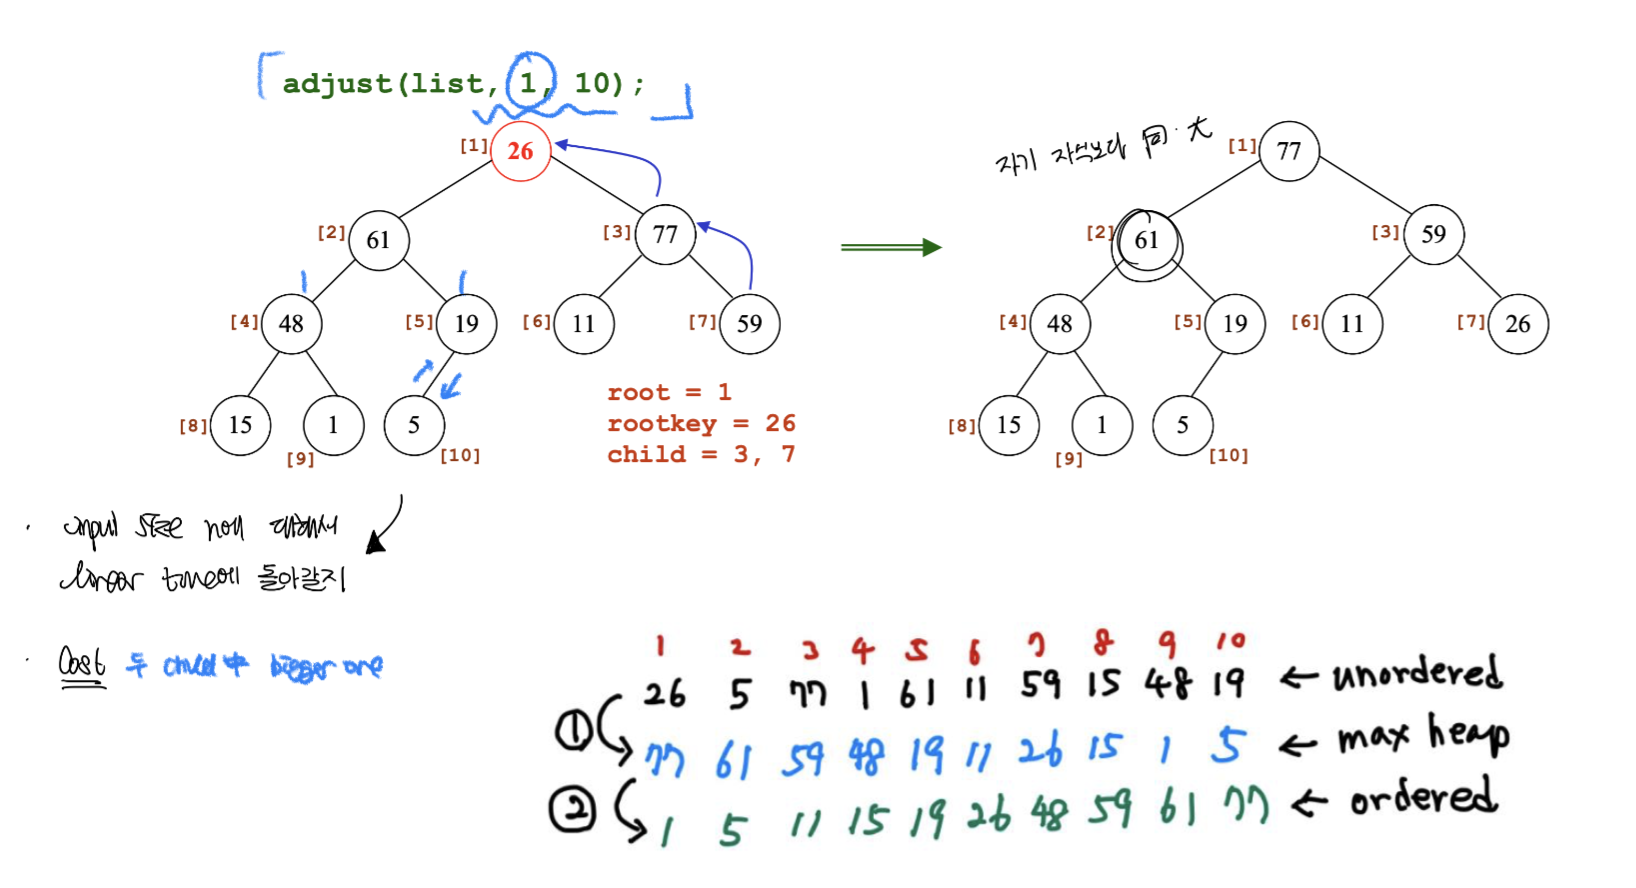 adjust(list, 1, 10);
[1] 26
[2] 61 [3] 77
[4] 48 [5] 19 [6] 11 [7] 59
[8] 15 [9] 1 5 [10]
root = 1
rootkey = 26
child = 3, 7
자기 자식보다 同·大
[1] 77
[2] 61 [3] 59
[4] 48 [5] 19 [6] 11 [7] 26
[8] 15 [9] 1 5 [10]
· input size n에 대해서
linear time에 돌아갈지
· Cost 두 child 中 bigger one
1 2 3 4 5 6 7 8 9 10
26 5 77 1 61 11 59 15 48 19 ← unordered
① 77 61 59 48 19 11 26 15 1 5 ← max heap
② 1 5 11 15 19 26 48 59 61 77 ← ordered